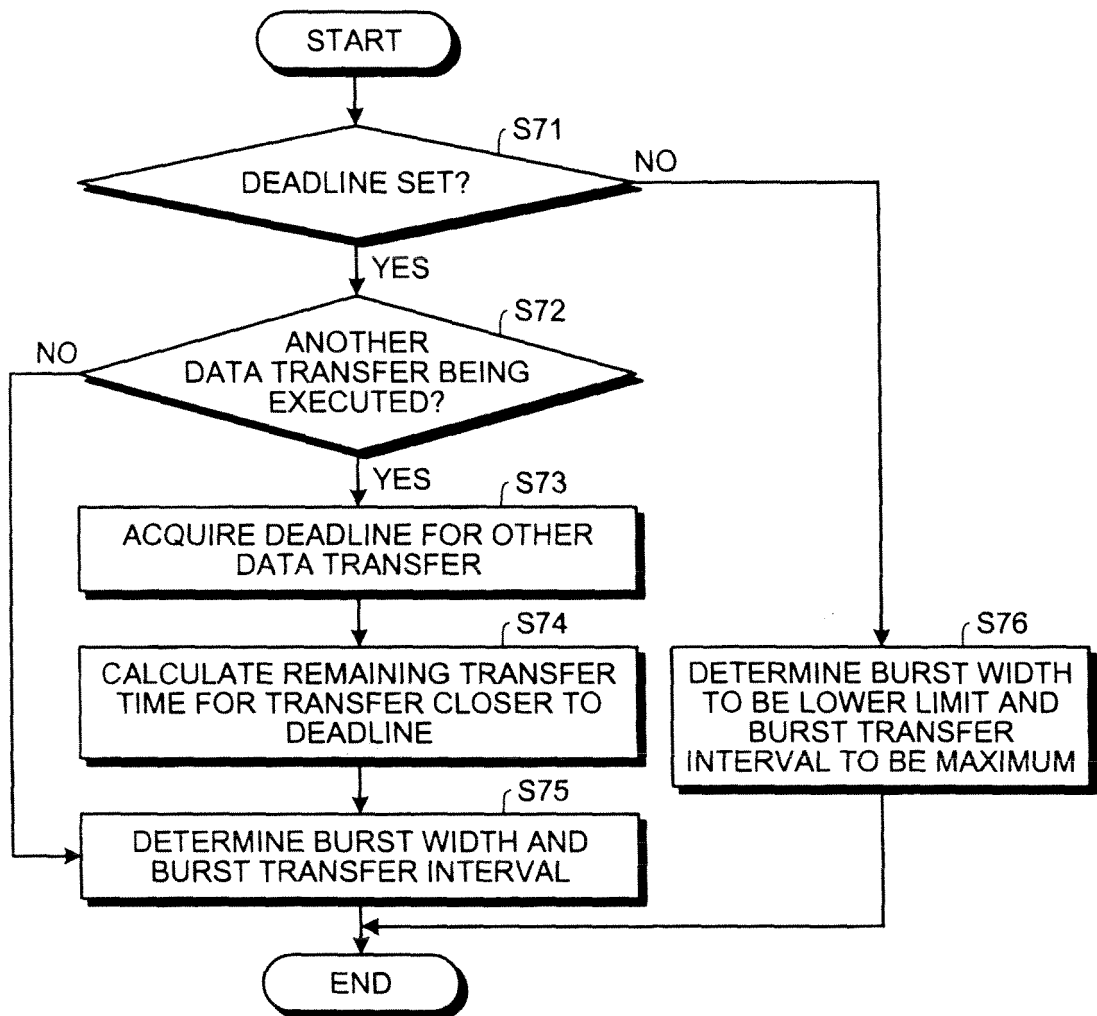 START
S71
DEADLINE SET?
NO
YES
S72
NO
ANOTHER
DATA TRANSFER BEING
EXECUTED?
YES
S73
ACQUIRE DEADLINE FOR OTHER
DATA TRANSFER
S74
CALCULATE REMAINING TRANSFER
TIME FOR TRANSFER CLOSER TO
DEADLINE
S76
DETERMINE BURST WIDTH
TO BE LOWER LIMIT AND
BURST TRANSFER
INTERVAL TO BE MAXIMUM
S75
DETERMINE BURST WIDTH AND
BURST TRANSFER INTERVAL
END